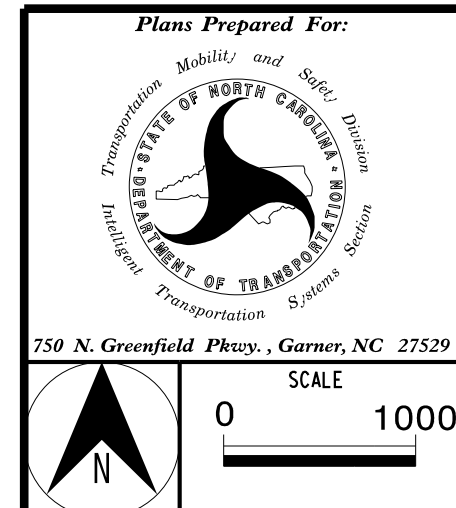 Plans Prepared For:
Transportation Mobility and Safety Division
STATE OF NORTH CAROLINA
DEPARTMENT OF TRANSPORTATION
Intelligent Transportation Systems Section
750 N. Greenfield Pkwy. , Garner, NC 27529
SCALE
0 1000
N